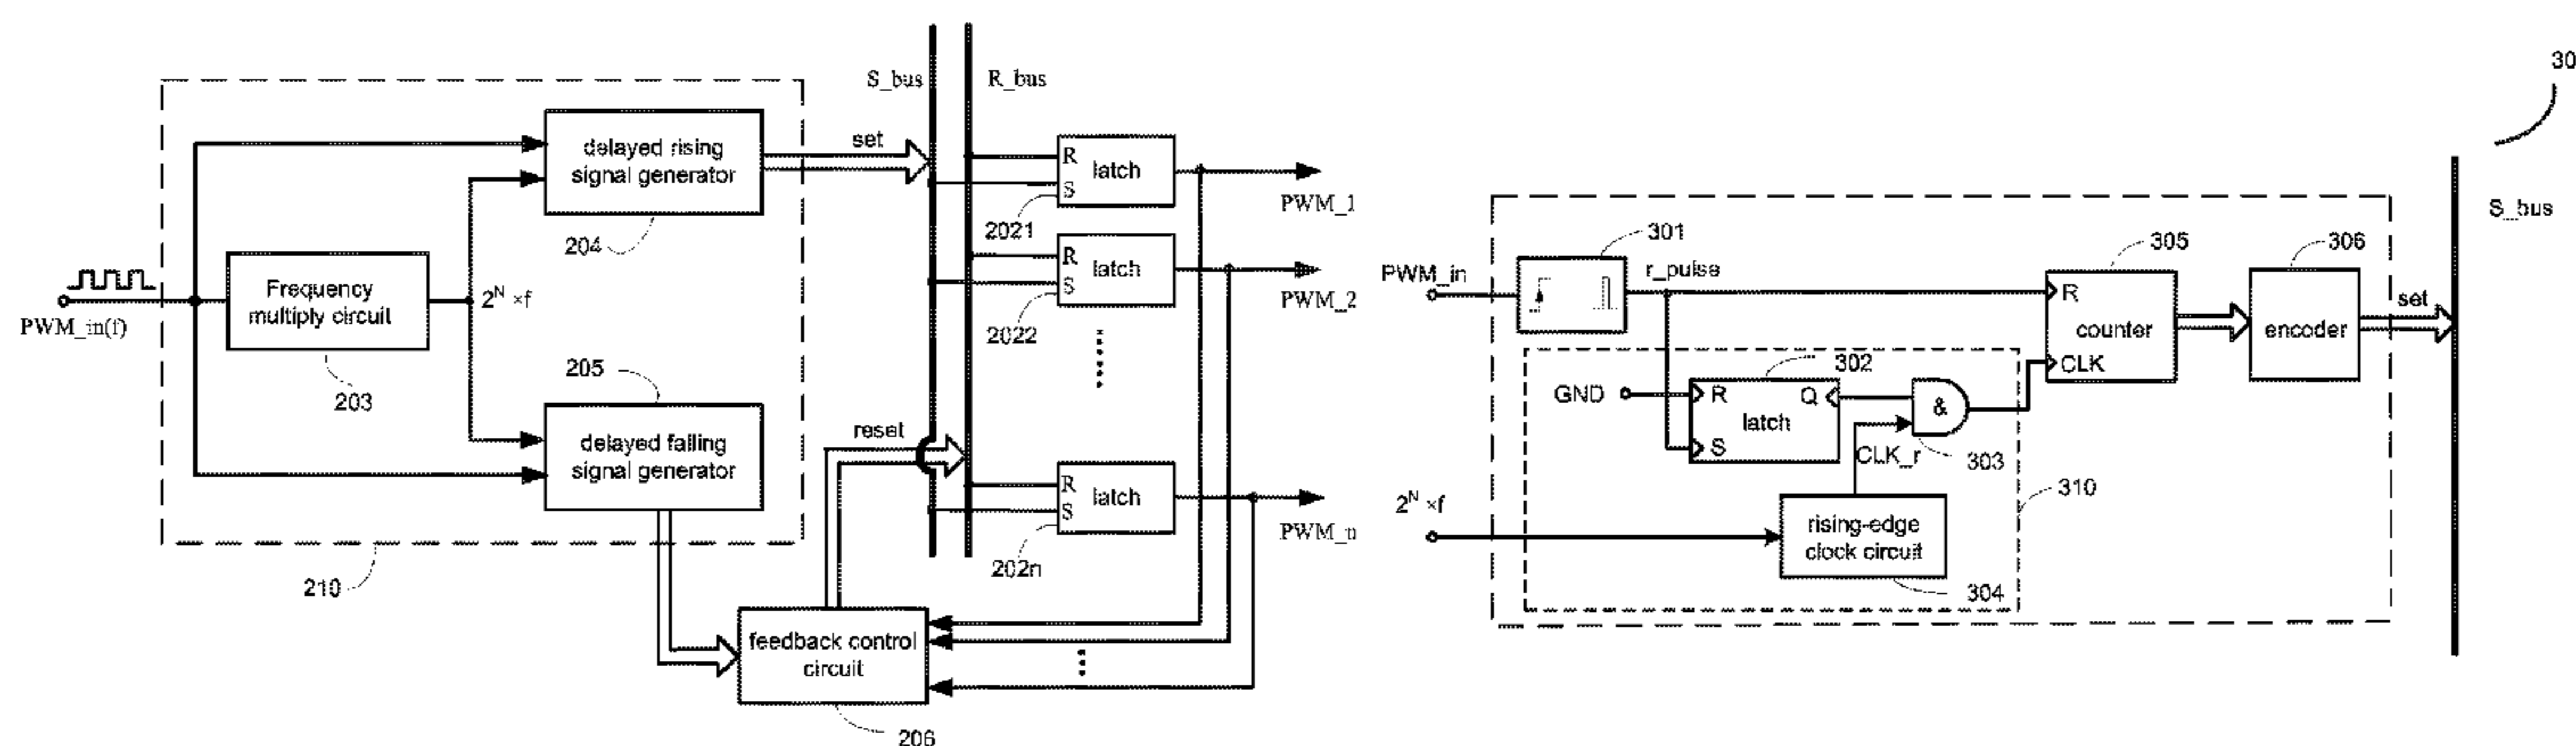 S_bus
R_bus
delayed rising
signal generator
204
set
R
latch
S
2021
PWM_1
R
latch
S
2022
PWM_2
PWM_in(f)
Frequency
multiply circuit
203
2^N ×f
205
delayed falling
signal generator
reset
R
latch
S
202n
PWM_n
210
feedback control
circuit
206
30
S_bus
PWM_in
301
r_pulse
305
R
counter
CLK
306
encoder
set
GND
302
R
Q
latch
S
&
303
CLK_r
310
2^N ×f
rising-edge
clock circuit
304